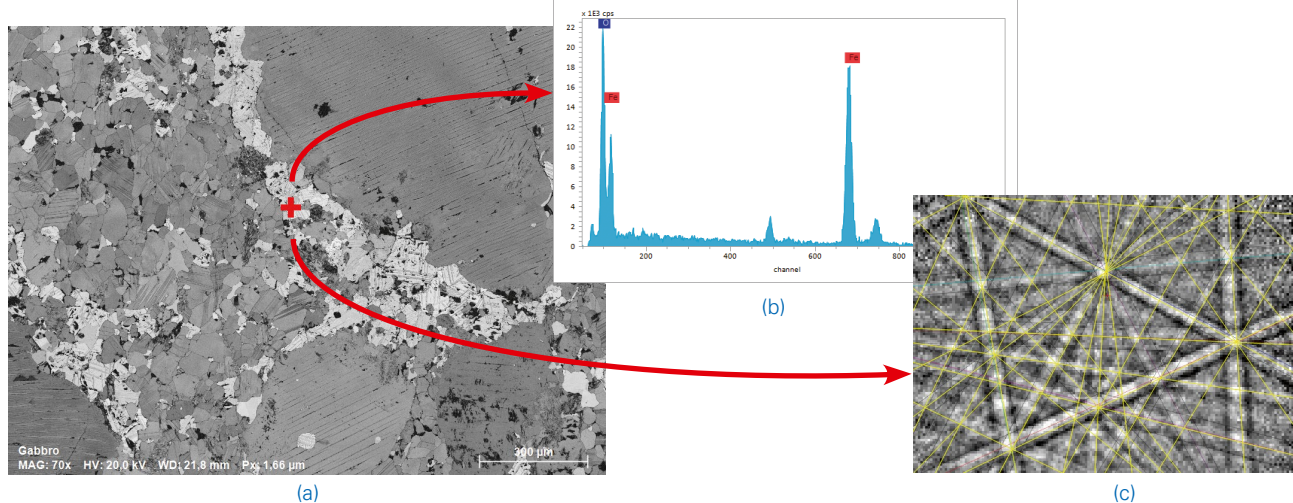 x 1E3 cps
O
22
20
18
Fe
16
Fe
14
12
10
8
6
4
2
0
200 400 600 800
channel
(b)
Gabbro
MAG: 70x HV: 20,0 kV WD: 21,8 mm Px: 1,66 µm
300 µm
(a)
(c)